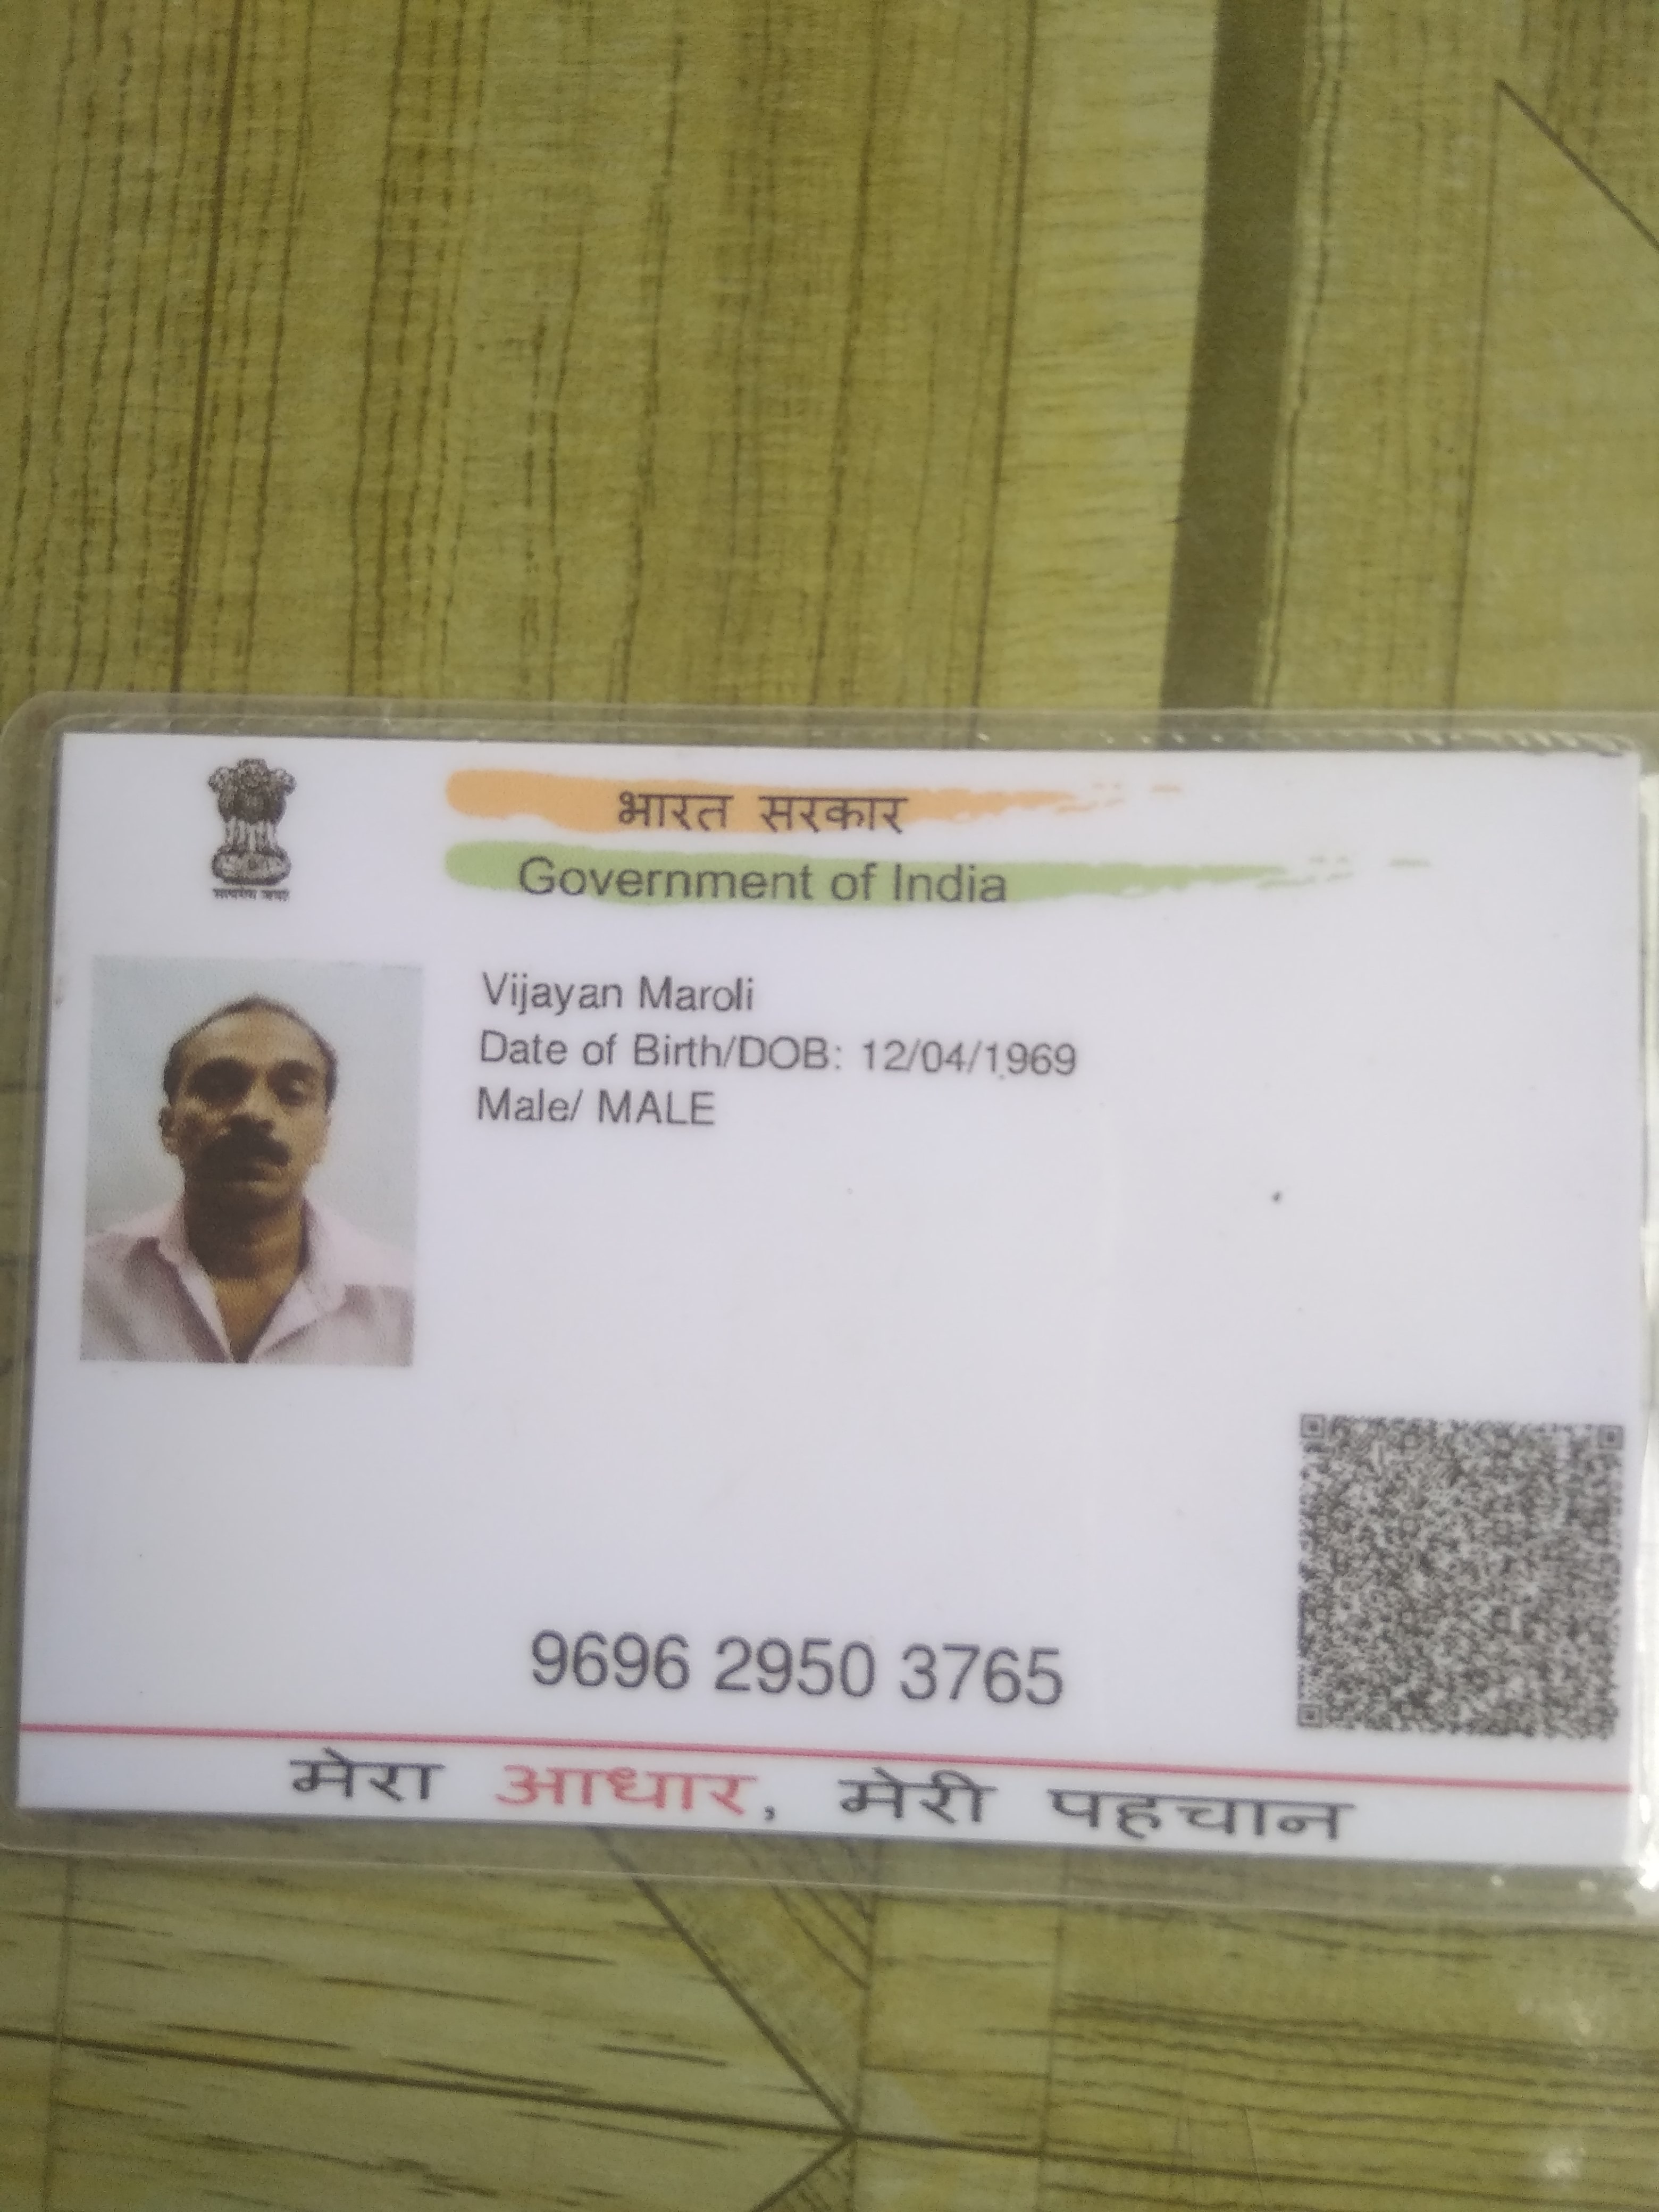 सत्यमेव जयते
भारत सरकार
Government of India
Vijayan Maroli
Date of Birth/DOB: 12/04/1969
Male/ MALE
9696 2950 3765
मेरा आधार, मेरी पहचान